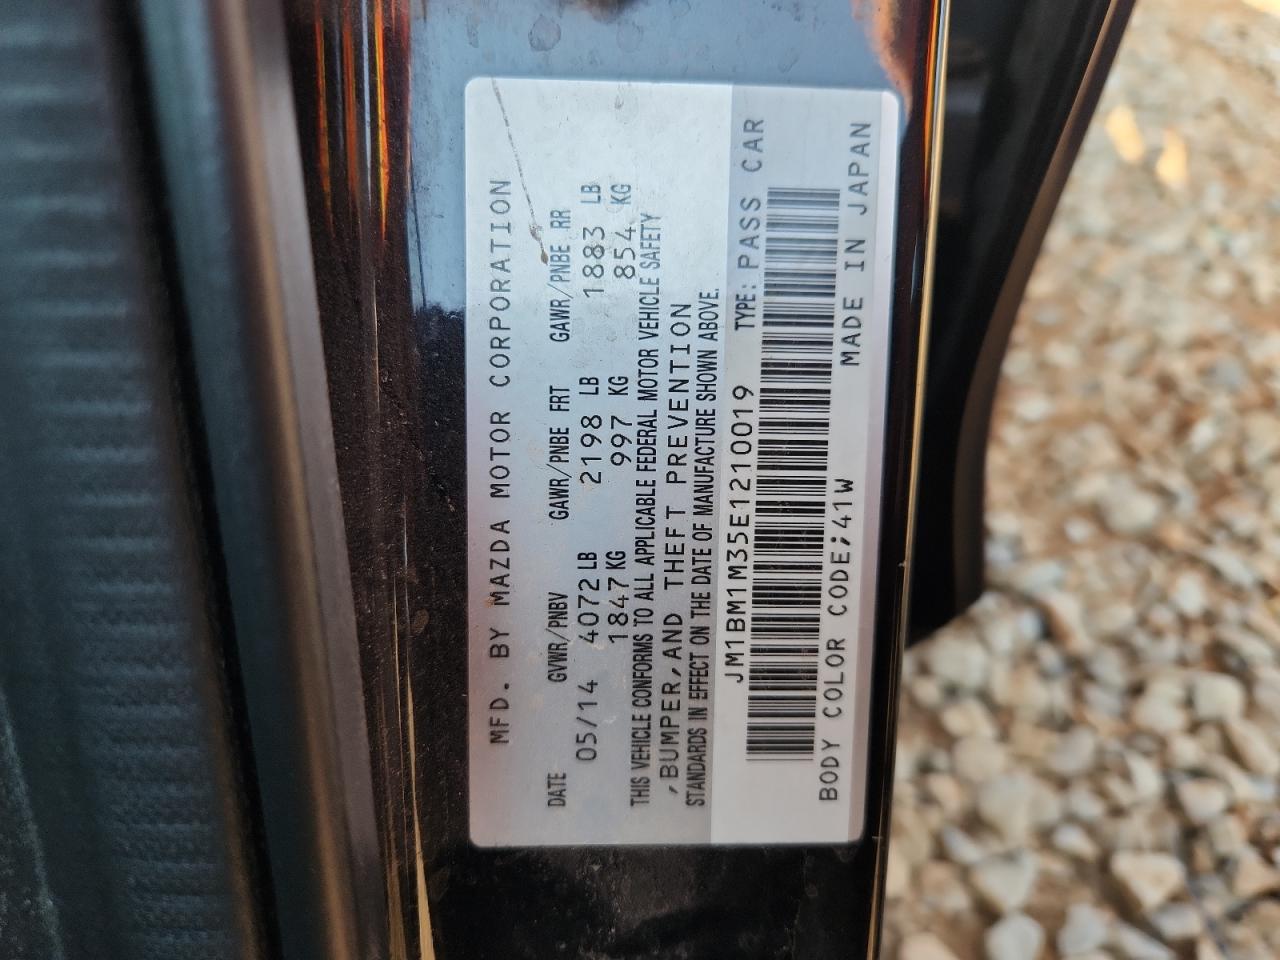 MFD. BY MAZDA MOTOR CORPORATION
DATE GVWR/PNBV GAWR/PNBE FRT GAWR/PNBE RR
05/14 4072 LB 2198 LB 1883 LB
1847 KG 997 KG 854 KG
THIS VEHICLE CONFORMS TO ALL APPLICABLE FEDERAL MOTOR VEHICLE SAFETY
,BUMPER,AND THEFT PREVENTION
STANDARDS IN EFFECT ON THE DATE OF MANUFACTURE SHOWN ABOVE.
JM1BM1M35E1210019 TYPE: PASS CAR
BODY COLOR CODE;41W MADE IN JAPAN